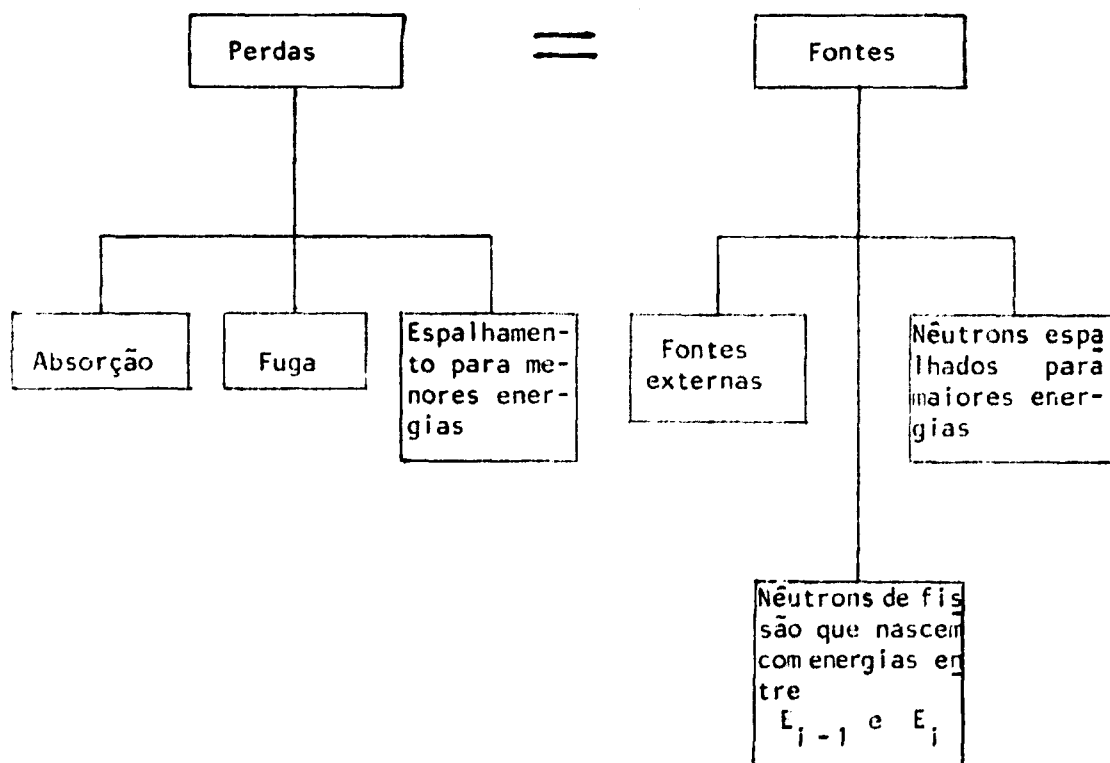 Perdas
=
Fontes
Absorção
Fuga
Espalhamen-
to para me-
nores ener-
gias
Fontes
externas
Nêutrons espa
lhados para
maiores ener-
gias
Nêutrons de fis
são que nascem
com energias en
tre
E_{i-1} e E_i